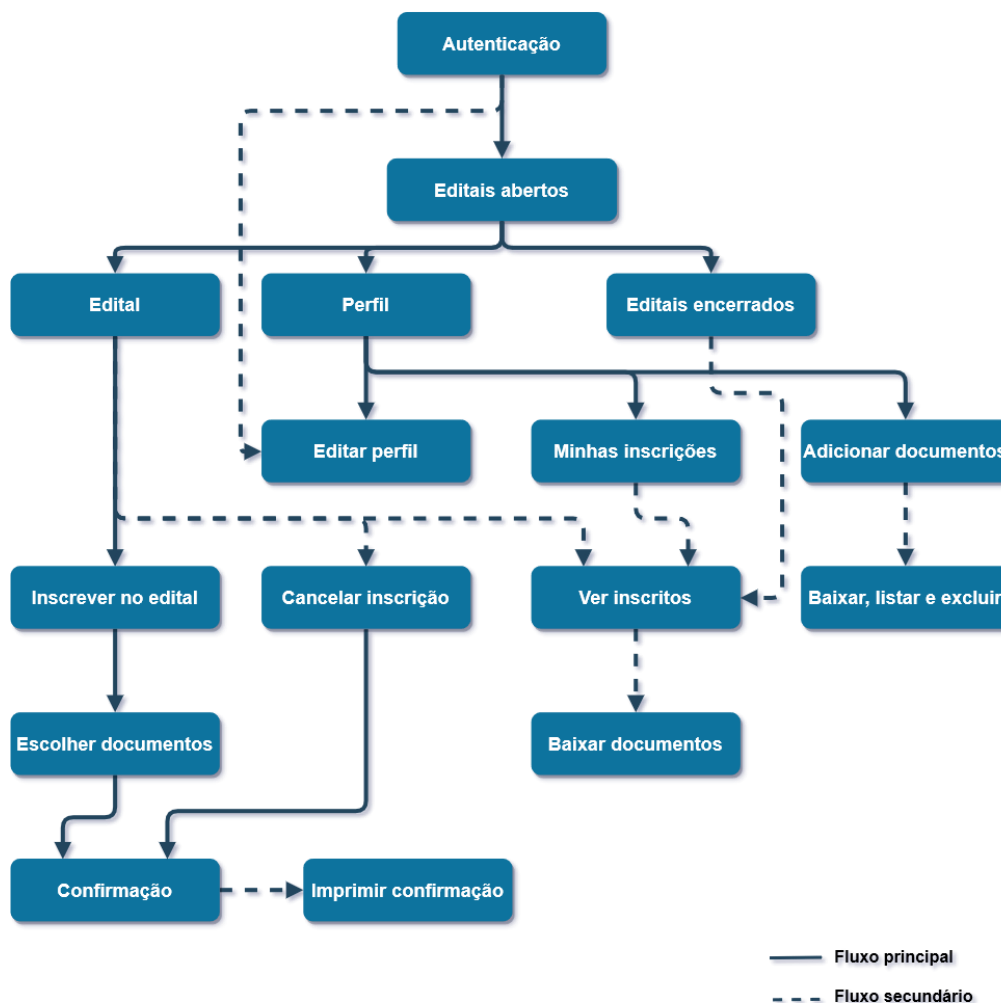 Autenticação
Editais abertos
Edital
Perfil
Editais encerrados
Editar perfil
Minhas inscrições
Adicionar documentos
Inscrever no edital
Cancelar inscrição
Ver inscritos
Baixar, listar e excluir
Escolher documentos
Baixar documentos
Confirmação
Imprimir confirmação
Fluxo principal
Fluxo secundário